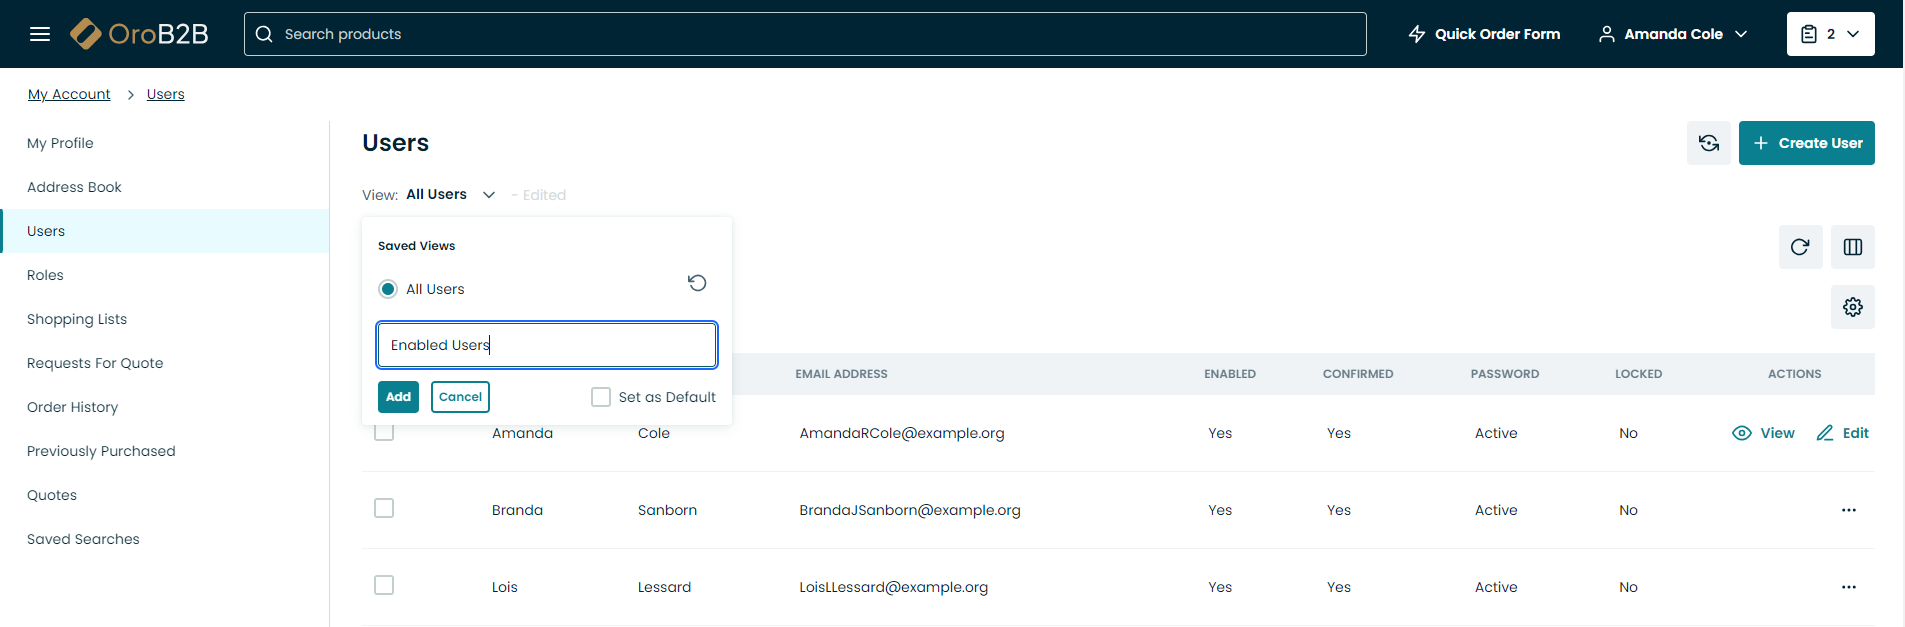 OroB2B
Search products
Quick Order Form
Amanda Cole
2
My Account > Users
My Profile
Address Book
Users
Roles
Shopping Lists
Requests For Quote
Order History
Previously Purchased
Quotes
Saved Searches
Users
+ Create User
View: All Users - Edited
Saved Views
All Users
Enabled Users
Add Cancel Set as Default
EMAIL ADDRESS ENABLED CONFIRMED PASSWORD LOCKED ACTIONS
Amanda Cole AmandaRCole@example.org Yes Yes Active No View Edit
Branda Sanborn BrandaJSanborn@example.org Yes Yes Active No ...
Lois Lessard LoisLLessard@example.org Yes Yes Active No ...